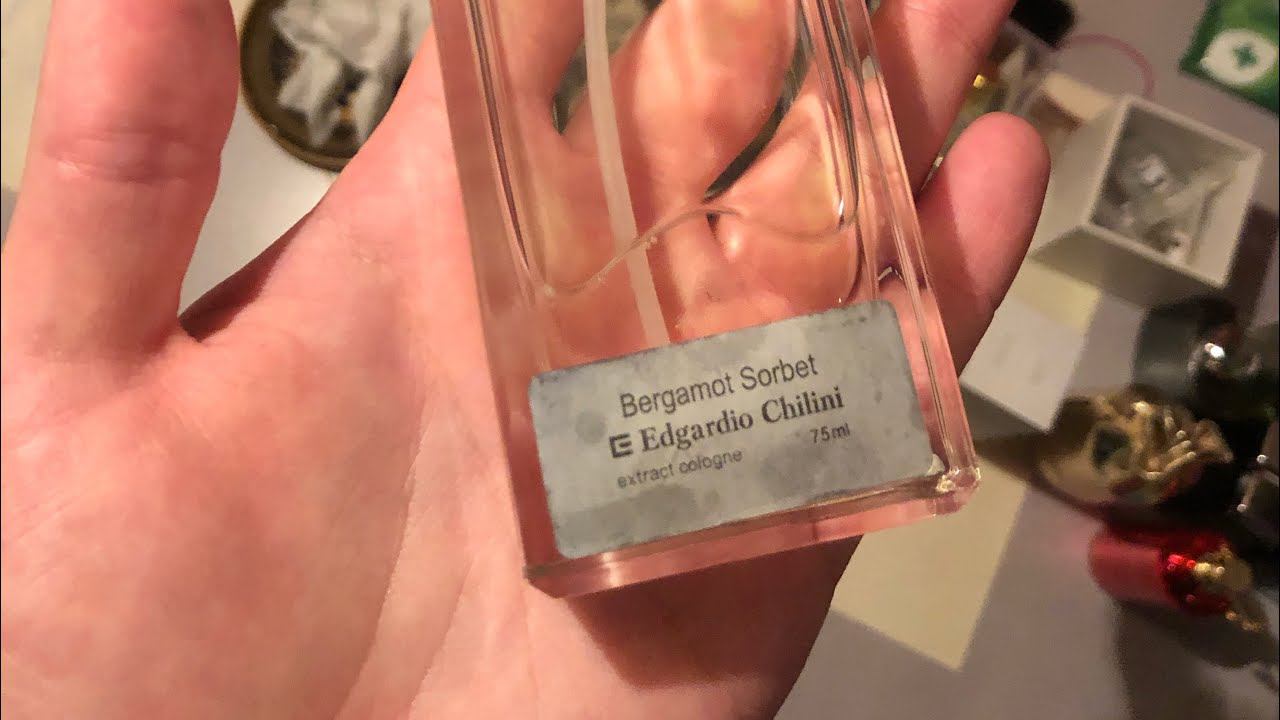 Bergamot Sorbet
Edgardio Chilini
extract cologne 75ml